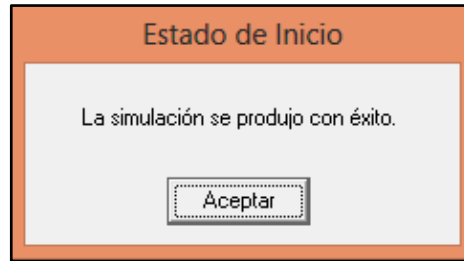 Estado de Inicio
La simulación se produjo con éxito.
Aceptar